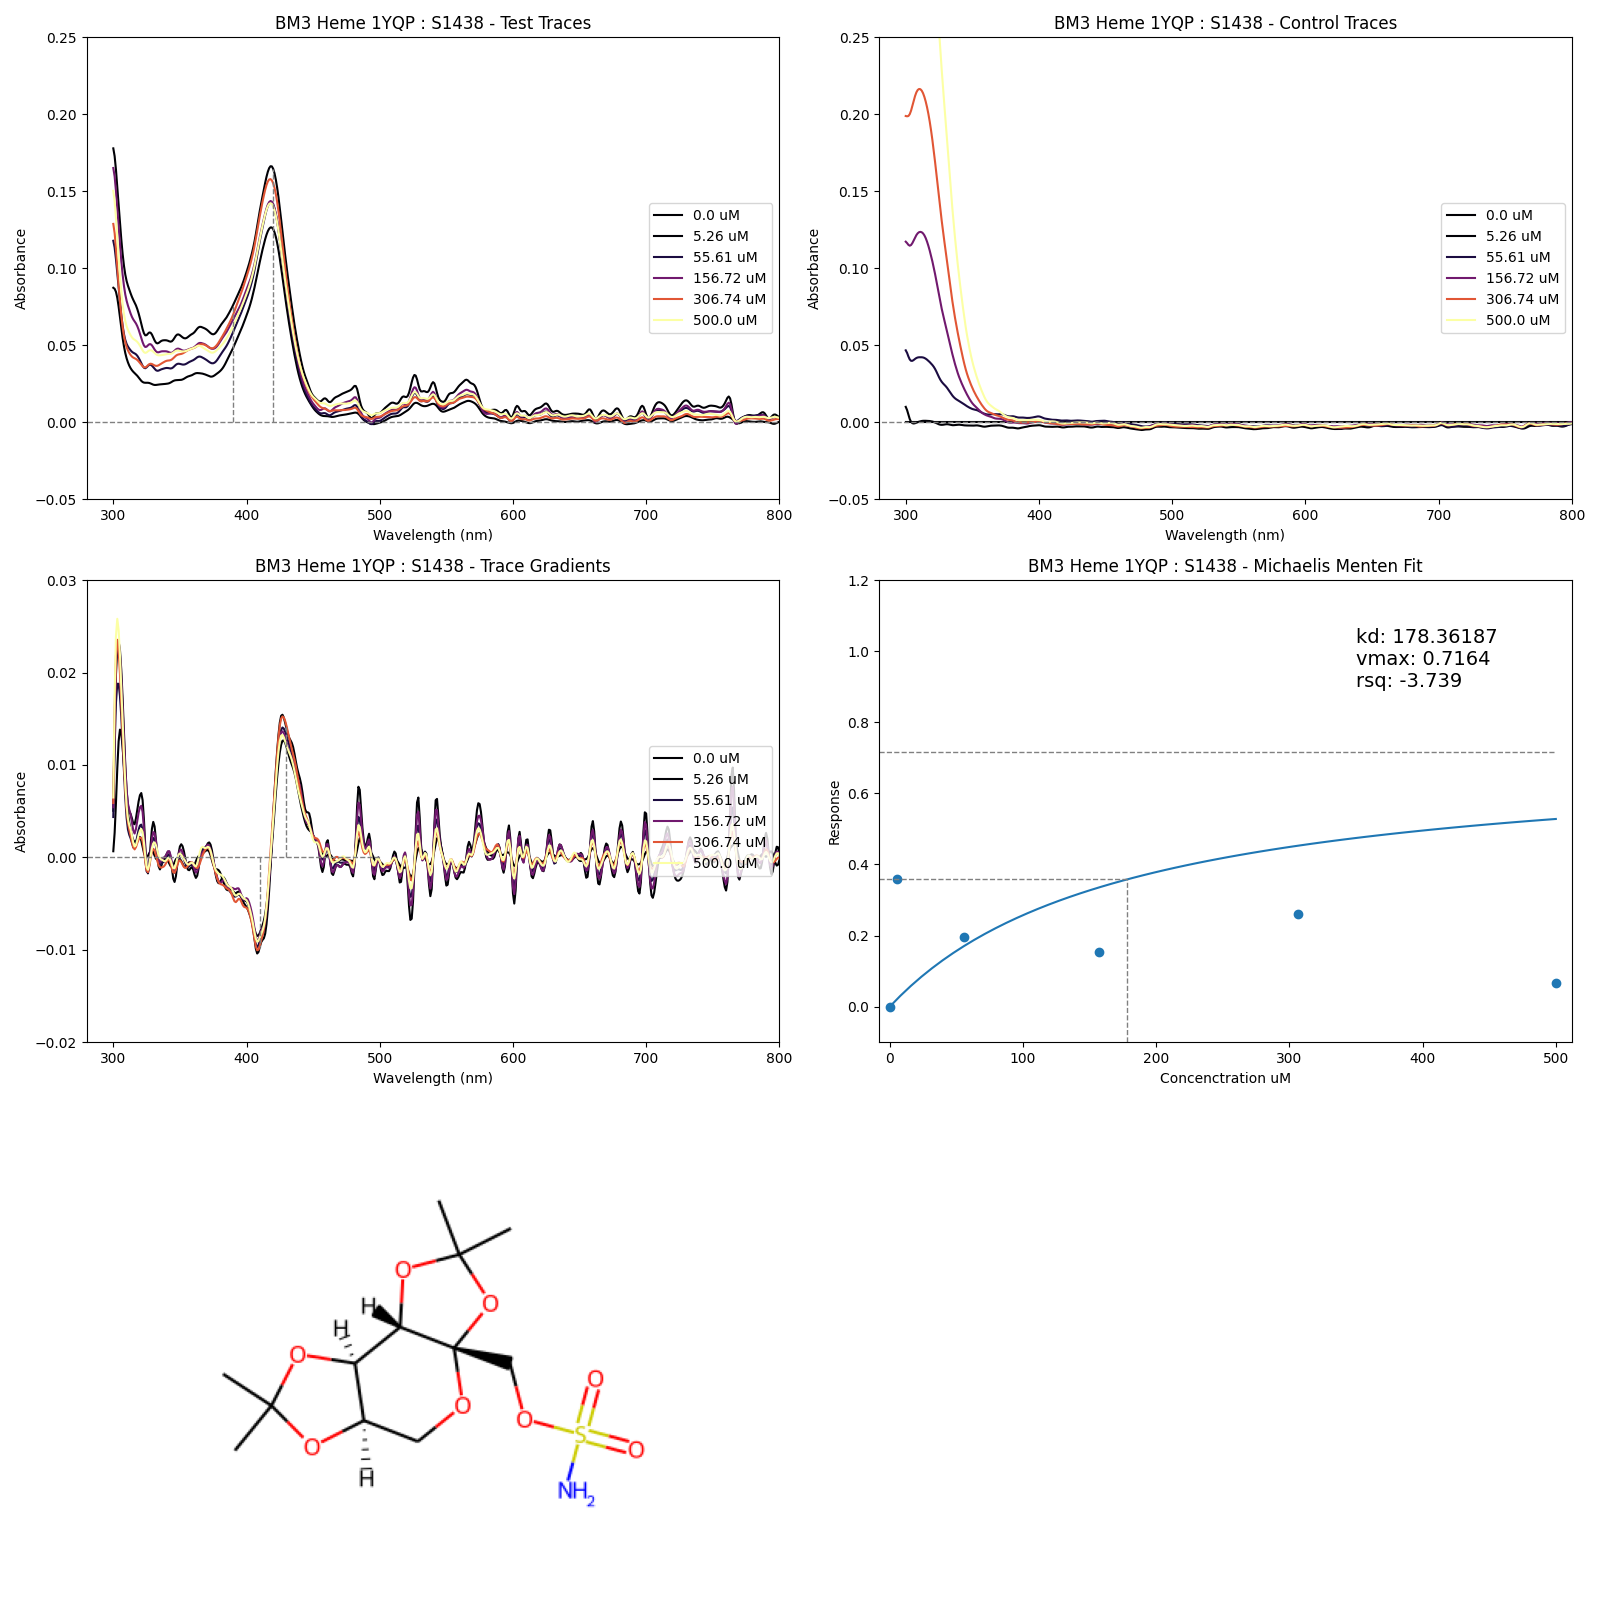 BM3 Heme 1YQP : S1438 - Test Traces
0.25
0.20
0.15
0.10
0.05
0.00
−0.05
Absorbance
300 400 500 600 700 800
Wavelength (nm)
0.0 uM
5.26 uM
55.61 uM
156.72 uM
306.74 uM
500.0 uM
BM3 Heme 1YQP : S1438 - Control Traces
0.25
0.20
0.15
0.10
0.05
0.00
−0.05
Absorbance
300 400 500 600 700 800
Wavelength (nm)
0.0 uM
5.26 uM
55.61 uM
156.72 uM
306.74 uM
500.0 uM
BM3 Heme 1YQP : S1438 - Trace Gradients
0.03
0.02
0.01
0.00
−0.01
−0.02
Absorbance
300 400 500 600 700 800
Wavelength (nm)
0.0 uM
5.26 uM
55.61 uM
156.72 uM
306.74 uM
500.0 uM
BM3 Heme 1YQP : S1438 - Michaelis Menten Fit
1.2
1.0
0.8
0.6
0.4
0.2
0.0
Response
0 100 200 300 400 500
Concenctration uM
kd: 178.36187
vmax: 0.7164
rsq: -3.739
O
O
H
H
O
O
O
O
O
S
O
H
NH2